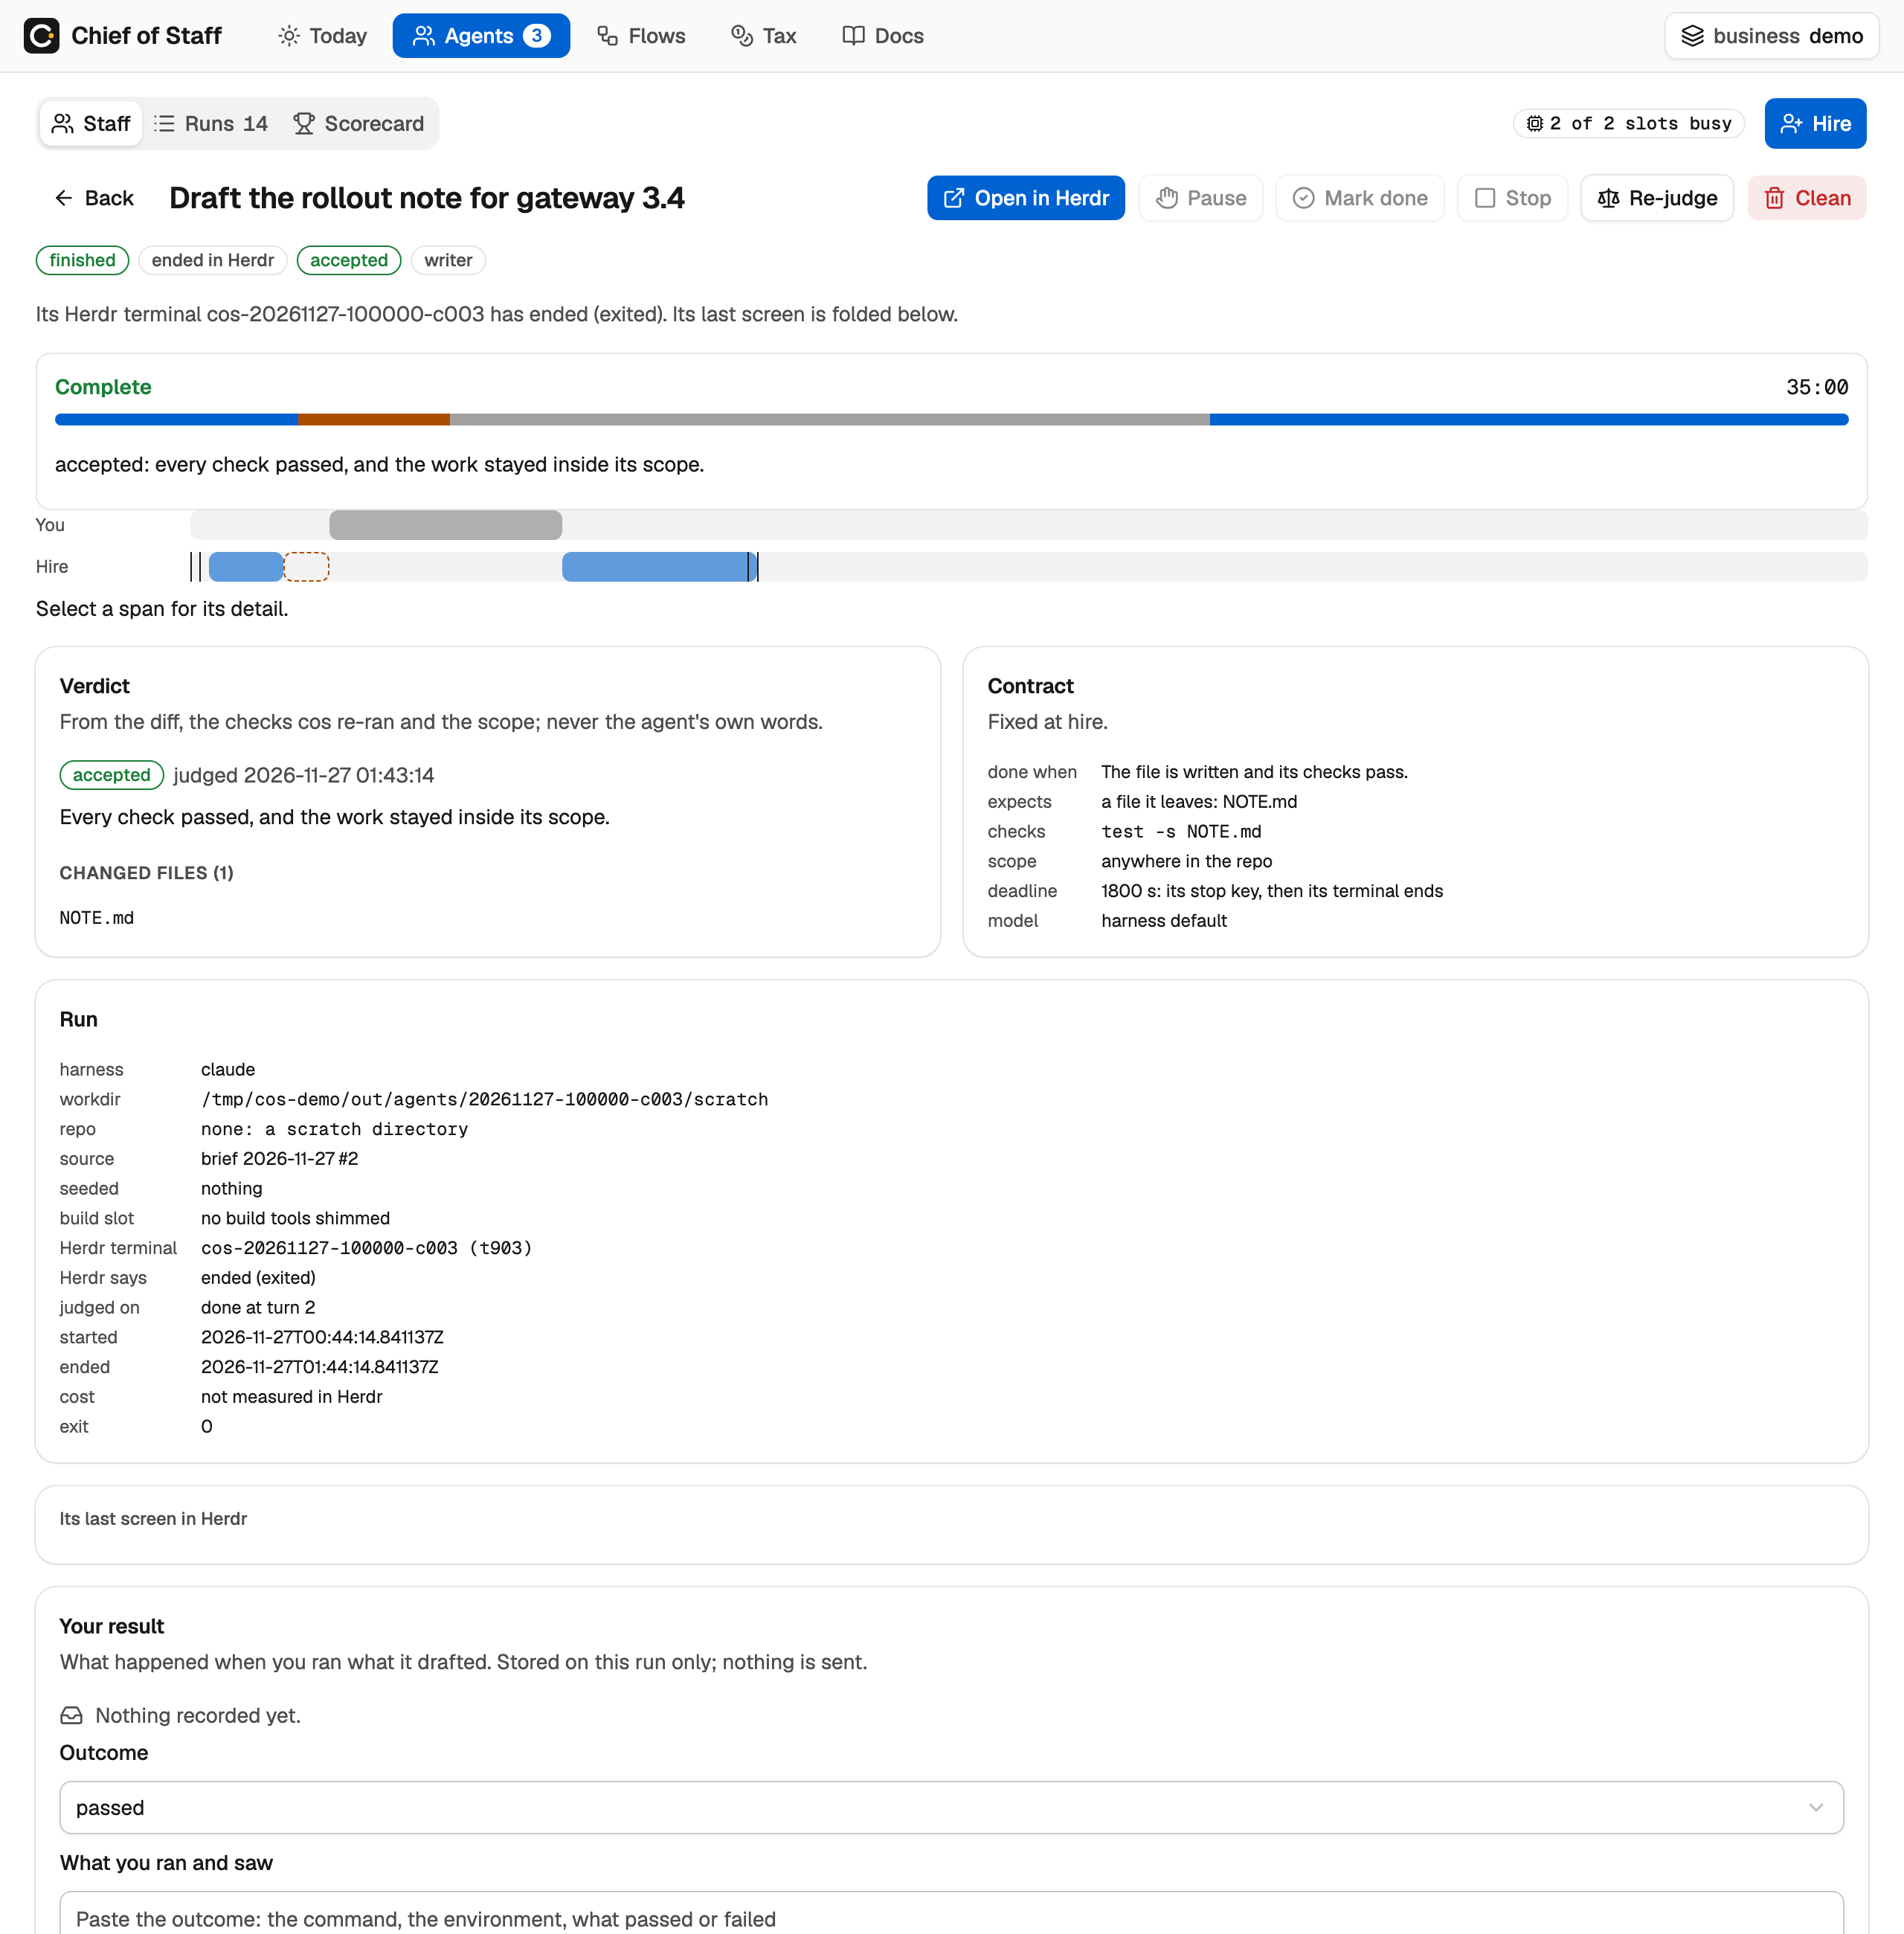 Chief of Staff
Today
Agents 3
Flows
Tax
Docs
business demo
Staff
Runs 14
Scorecard
2 of 2 slots busy
Hire
Back
Draft the rollout note for gateway 3.4
Open in Herdr
Pause
Mark done
Stop
Re-judge
Clean
finished
ended in Herdr
accepted
writer
Its Herdr terminal cos-20261127-100000-c003 has ended (exited). Its last screen is folded below.
Complete
35:00
accepted: every check passed, and the work stayed inside its scope.
You
Hire
Select a span for its detail.
Verdict
From the diff, the checks cos re-ran and the scope; never the agent's own words.
accepted judged 2026-11-27 01:43:14
Every check passed, and the work stayed inside its scope.
CHANGED FILES (1)
NOTE.md
Contract
Fixed at hire.
done when The file is written and its checks pass.
expects a file it leaves: NOTE.md
checks test -s NOTE.md
scope anywhere in the repo
deadline 1800 s: its stop key, then its terminal ends
model harness default
Run
harness claude
workdir /tmp/cos-demo/out/agents/20261127-100000-c003/scratch
repo none: a scratch directory
source brief 2026-11-27 #2
seeded nothing
build slot no build tools shimmed
Herdr terminal cos-20261127-100000-c003 (t903)
Herdr says ended (exited)
judged on done at turn 2
started 2026-11-27T00:44:14.841137Z
ended 2026-11-27T01:44:14.841137Z
cost not measured in Herdr
exit 0
Its last screen in Herdr
Your result
What happened when you ran what it drafted. Stored on this run only; nothing is sent.
Nothing recorded yet.
Outcome
passed
What you ran and saw
Paste the outcome: the command, the environment, what passed or failed